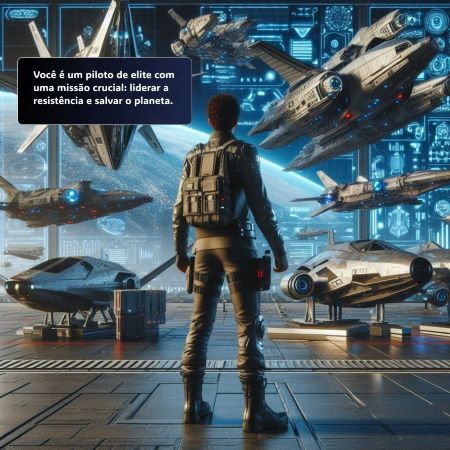 Você é um piloto de elite com
uma missão crucial: liderar a
resistência e salvar o planeta.